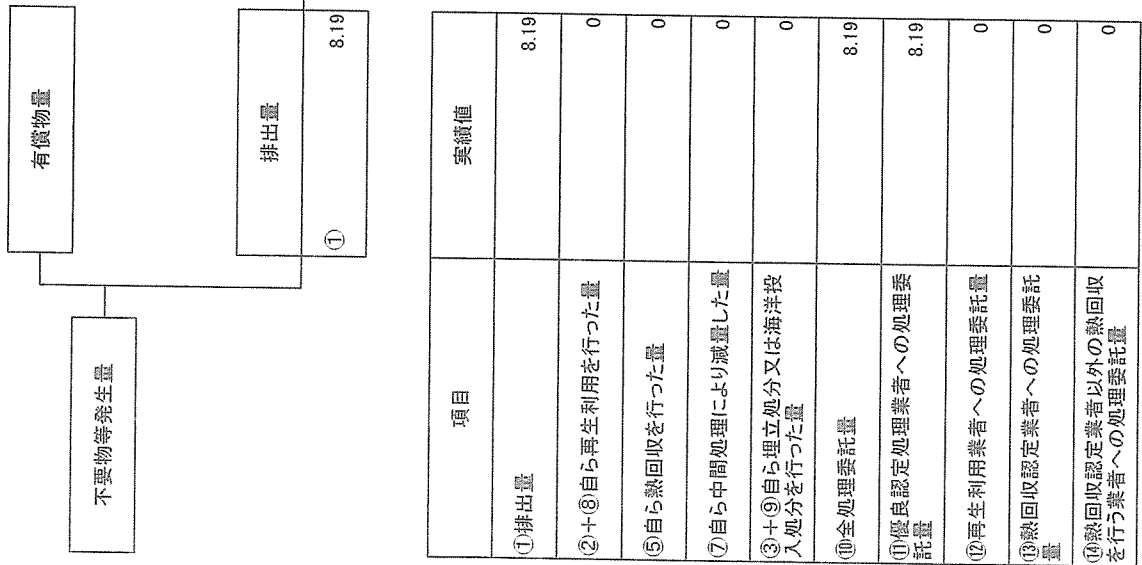 有償物量
不要物等発生量
排出量
① 8.19
項目 実績値
①排出量 8.19
②+⑧自ら再生利用を行った量 0
⑤自ら熱回収を行った量 0
⑦自ら中間処理により減量した量 0
③+⑨自ら埋立処分又は海洋投
入処分を行った量 0
⑩全処理委託量 8.19
⑪優良認定処理業者への処理委
託量 8.19
⑫再生利用業者への処理委託量 0
⑬熱回収認定業者への処理委託
量 0
⑭熱回収認定業者以外の熱回収
を行う業者への処理委託量 0